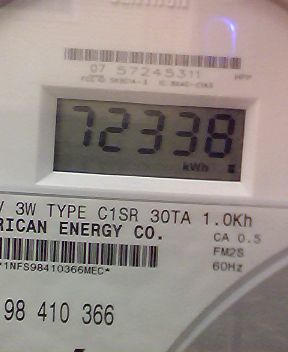 07 57245311
72338
kWh
V 3W TYPE C1SR 30TA 1.0Kh
RICAN ENERGY CO.
CA 0.5
FM2S
60Hz
*1NFS98410366MEC*
98 410 366